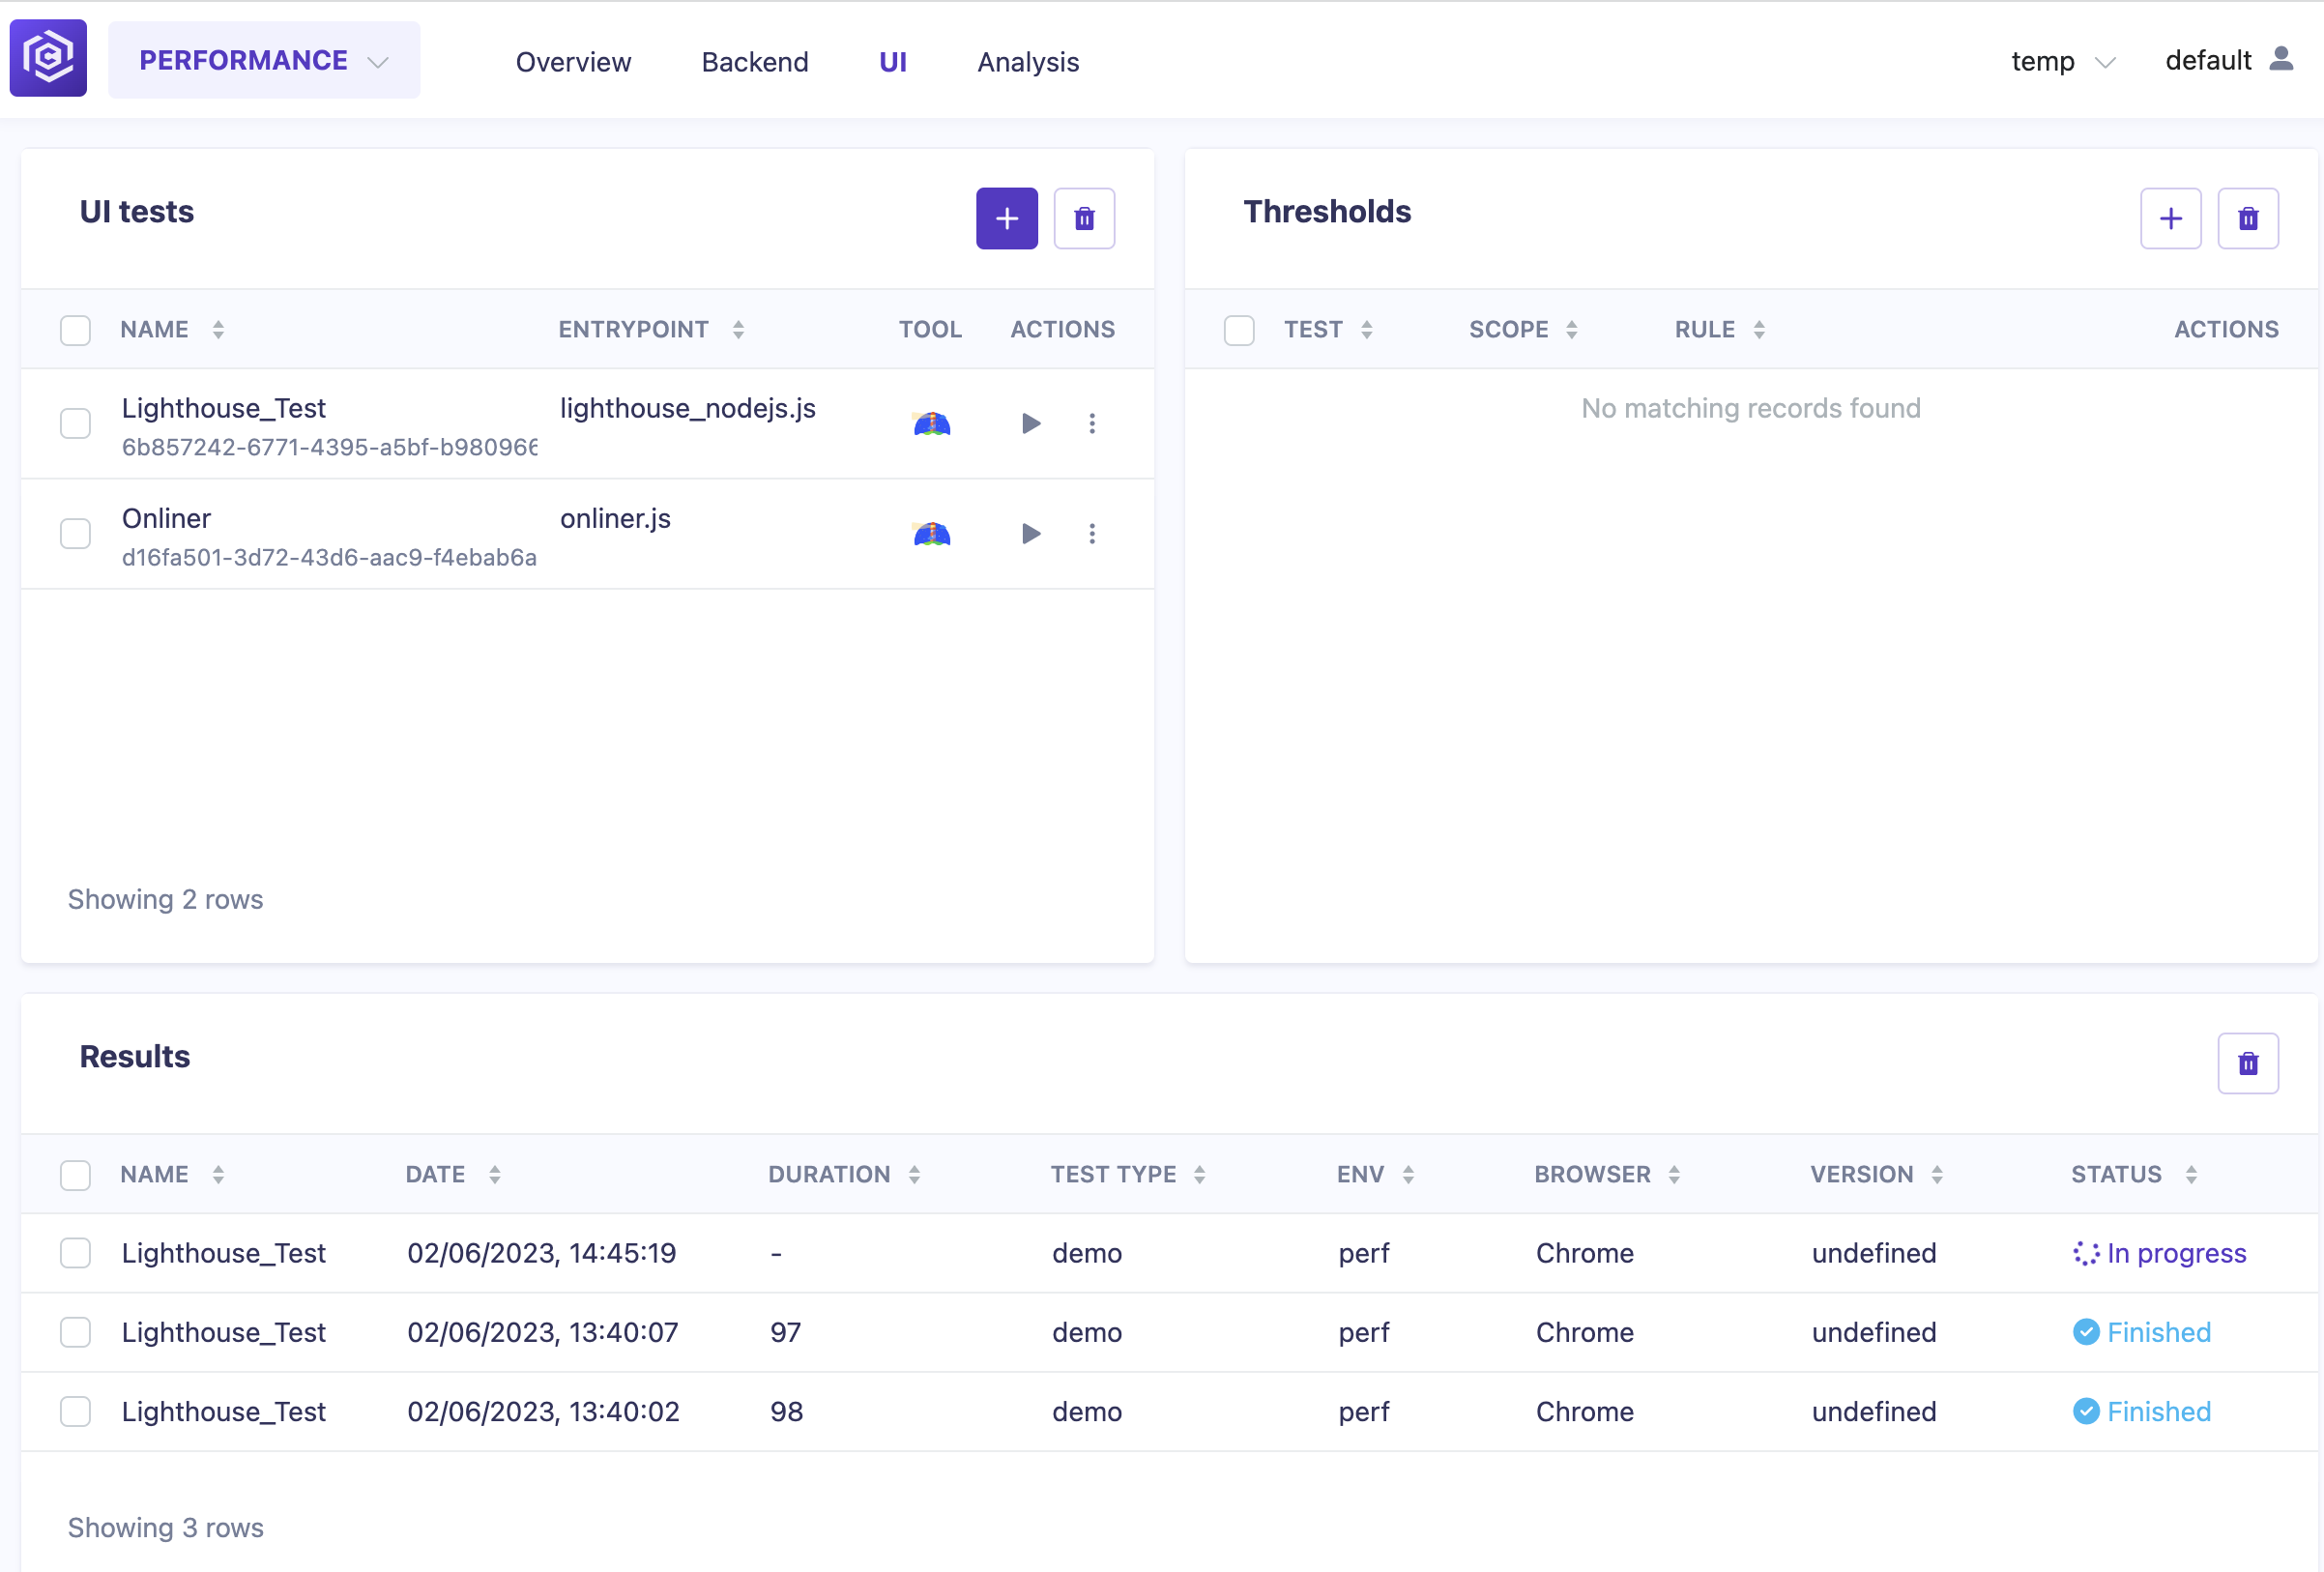 PERFORMANCE
Overview
Backend
UI
Analysis
temp
default
UI tests
NAME ENTRYPOINT TOOL ACTIONS
Lighthouse_Test lighthouse_nodejs.js
6b857242-6771-4395-a5bf-b980966
Onliner onliner.js
d16fa501-3d72-43d6-aac9-f4ebab6a
Showing 2 rows
Thresholds
TEST SCOPE RULE ACTIONS
No matching records found
Results
NAME DATE DURATION TEST TYPE ENV BROWSER VERSION STATUS
Lighthouse_Test 02/06/2023, 14:45:19 - demo perf Chrome undefined In progress
Lighthouse_Test 02/06/2023, 13:40:07 97 demo perf Chrome undefined Finished
Lighthouse_Test 02/06/2023, 13:40:02 98 demo perf Chrome undefined Finished
Showing 3 rows